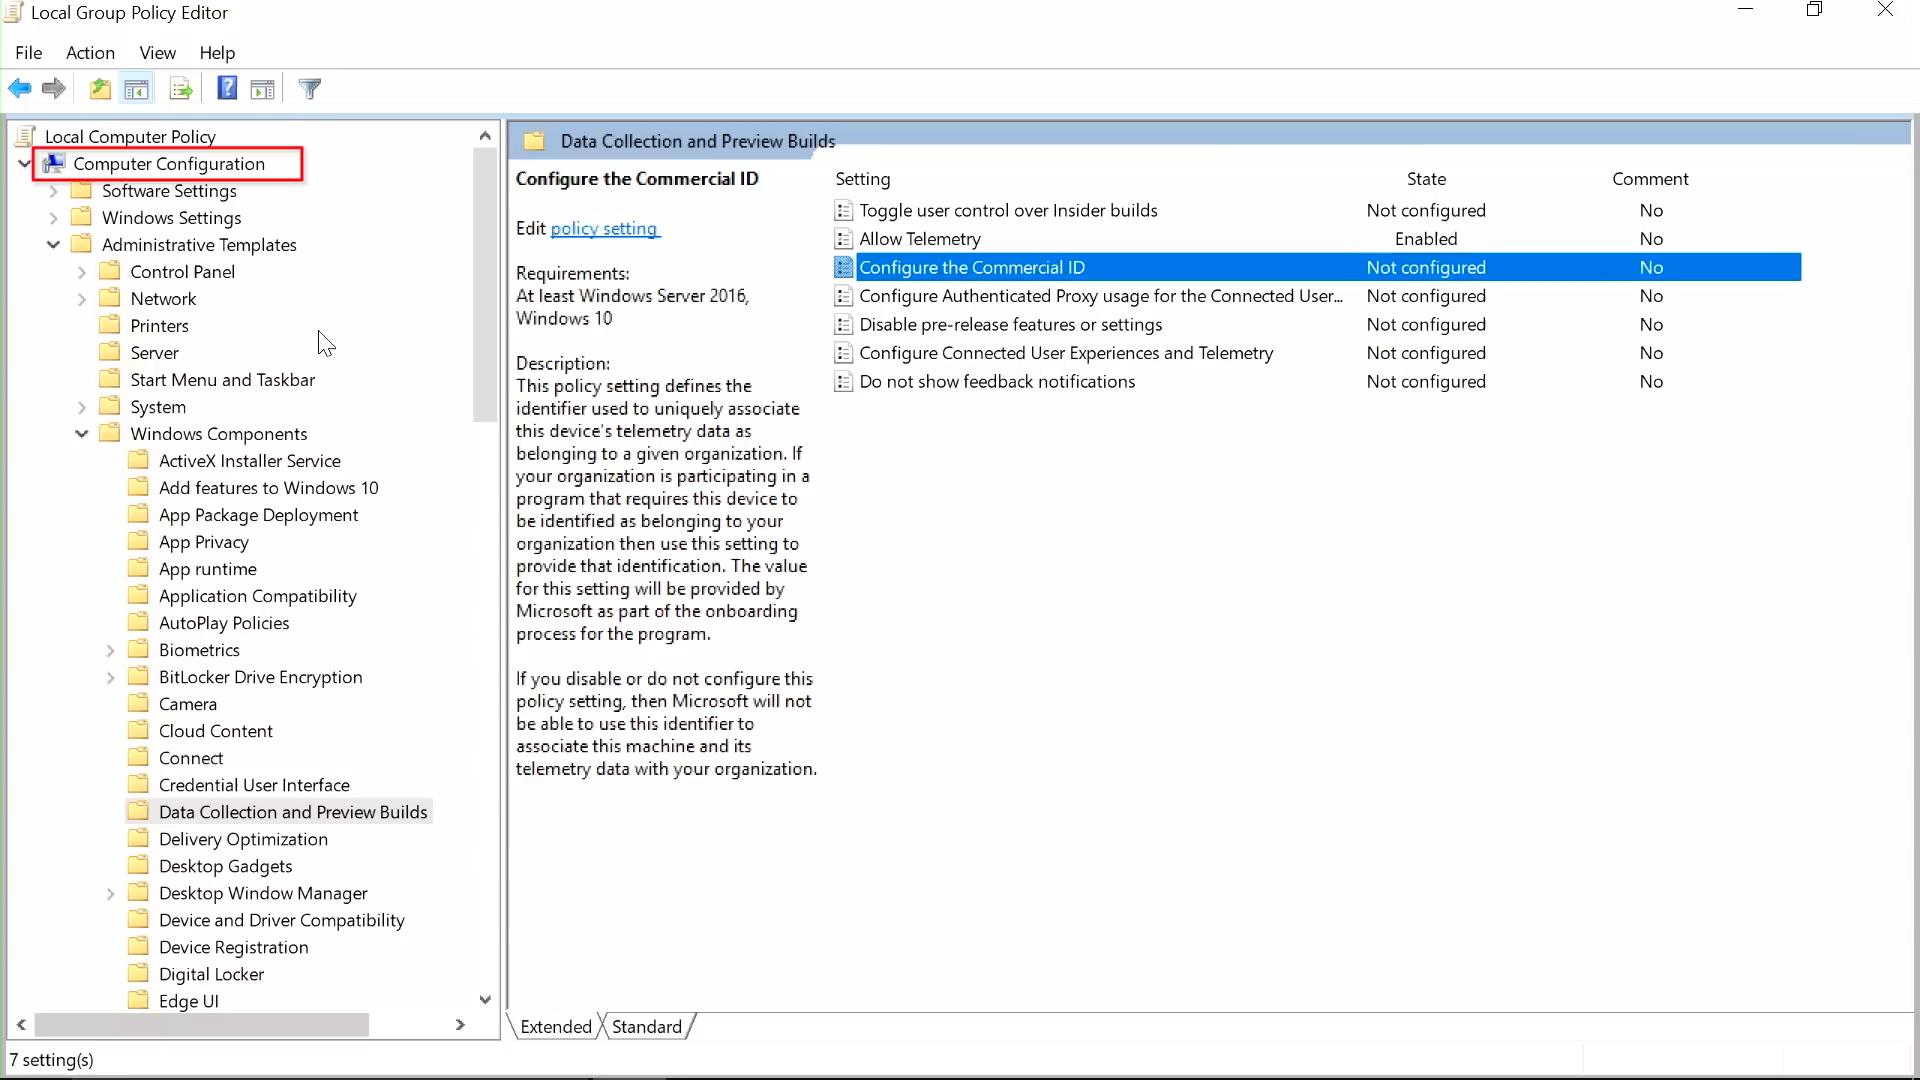 Local Group Policy Editor
File Action View Help
Local Computer Policy
Computer Configuration
Software Settings
Windows Settings
Administrative Templates
Control Panel
Network
Printers
Server
Start Menu and Taskbar
System
Windows Components
ActiveX Installer Service
Add features to Windows 10
App Package Deployment
App Privacy
App runtime
Application Compatibility
AutoPlay Policies
Biometrics
BitLocker Drive Encryption
Camera
Cloud Content
Connect
Credential User Interface
Data Collection and Preview Builds
Delivery Optimization
Desktop Gadgets
Desktop Window Manager
Device and Driver Compatibility
Device Registration
Digital Locker
Edge UI
Data Collection and Preview Builds
Configure the Commercial ID
Edit policy setting
Requirements:
At least Windows Server 2016,
Windows 10
Description:
This policy setting defines the
identifier used to uniquely associate
this device's telemetry data as
belonging to a given organization. If
your organization is participating in a
program that requires this device to
be identified as belonging to your
organization then use this setting to
provide that identification. The value
for this setting will be provided by
Microsoft as part of the onboarding
process for the program.
If you disable or do not configure this
policy setting, then Microsoft will not
be able to use this identifier to
associate this machine and its
telemetry data with your organization.
Setting State Comment
Toggle user control over Insider builds Not configured No
Allow Telemetry Enabled No
Configure the Commercial ID Not configured No
Configure Authenticated Proxy usage for the Connected User... Not configured No
Disable pre-release features or settings Not configured No
Configure Connected User Experiences and Telemetry Not configured No
Do not show feedback notifications Not configured No
Extended Standard
7 setting(s)